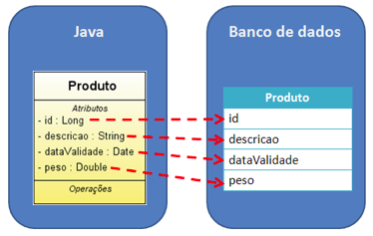 Java
Produto
Atributos
- id : Long
- descricao : String
- dataValidade : Date
- peso : Double
Operações
Banco de dados
Produto
id
descricao
dataValidade
peso